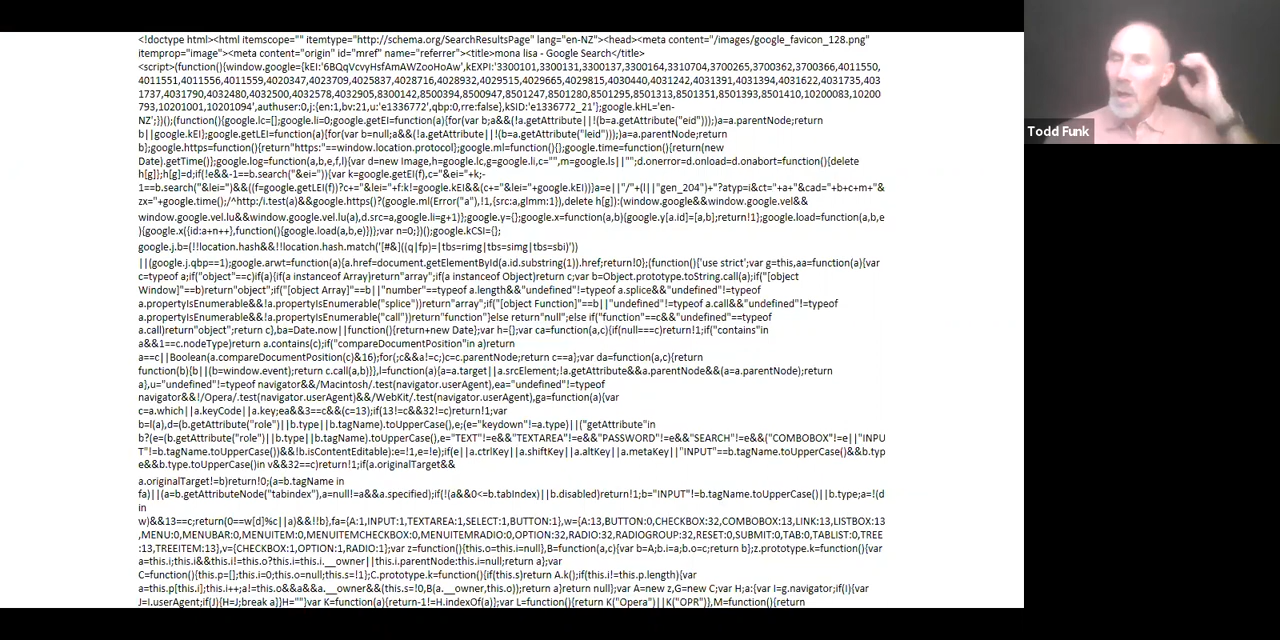 <!doctype html><html itemscope="" itemtype="http://schema.org/SearchResultsPage" lang="en-NZ"><head><meta content="/images/google_favicon_128.png"
itemprop="image"><meta content="origin" id="mref" name="referrer"><title>mona lisa - Google Search</title>
<script>(function(){window.google={kEI:'6BQqVcvyHsfAmAWZooHoAw',kEXPI:'3300101,3300131,3300137,3300164,3310704,3700265,3700362,3700366,4011550,
4011551,4011556,4011559,4020347,4023709,4025837,4028716,4028932,4029515,4029665,4029815,4030440,4031242,4031391,4031394,4031622,4031735,403
1737,4031790,4032480,4032500,4032504,8300012,8300394,8500947,8501247,8501280,8501295,8501313,8501351,8501393,8501410,10200083,10200
793,10201001,10201094',authuser:0,j:{en:1,bv:21,u:'e1336772',qbp:0,rre:false},kSID:'e1336772_21'};google.kHL='en-
NZ';})();(function(){google.lc=[];google.li=0;google.getEI=function(a){for(var b;a&&(!a.getAttribute||!(b=a.getAttribute("eid")));)a=a.parentNode;return
b||google.kEI};google.getLEI=function(a){for(var b=null;a&&(!a.getAttribute||!(b=a.getAttribute("leid")));)a=a.parentNode;return
b};google.https=function(){return"https:"==window.location.protocol};google.ml=function(){};google.time=function(){return(new
Date).getTime()};google.log=function(a,b,e,f,l){var d=new Image,h=google.lc,g=google.li,c="",m=google.ls||"";d.onerror=d.onload=d.onabort=function(){delete
h[g]};h[g]=d;if(!e&&-1==b.search("&ei=")){var k=google.getEI(f),c="&ei="+k;-
1==b.search("&lei=")&&((f=google.getLEI(f))?c+="&lei="+f:k!=google.kEI&&(c+="&lei="+google.kEI))}a=e||"/"+(l||"gen_204")+"?atyp=i&ct="+a+"&cad="+b+c+m+"&
zx="+google.time();/^http:/i.test(a)&&google.https()?(google.ml(Error("a"),!1,{src:a,glmm:1}),delete h[g]):(window.google&&window.google.vel&&
window.google.vel.lu&&window.google.vel.lu(a),d.src=a,google.li=g+1)};google.y={};google.x=function(a,b){google.y[a.id]=[a,b];return!1};google.load=function(a,b,e
){google.x({id:a+n++},function(){google.load(a,b,e)})};var n=0;})();google.kCSI={};
google.j.b=(!!location.hash&&!!location.hash.match('[#&]((q|fp)=|tbs=rimg|tbs=simg|tbs=sbi)'))
||(google.j.qbp==1);google.arwt=function(a){a.href=document.getElementById(a.id.substring(1)).href;return!0};(function(){'use strict';var g=this,aa=function(a){var
c=typeof a;if("object"==c)if(a){if(a instanceof Array)return"array";if(a instanceof Object)return c;var b=Object.prototype.toString.call(a);if("[object
Window]"==b)return"object";if("[object Array]"==b||"number"==typeof a.length&&"undefined"!=typeof a.splice&&"undefined"!=typeof
a.propertyIsEnumerable&&!a.propertyIsEnumerable("splice"))return"array";if("[object Function]"==b||"undefined"!=typeof a.call&&"undefined"!=typeof
a.propertyIsEnumerable&&!a.propertyIsEnumerable("call"))return"function"}else return"null";else if("function"==c&&"undefined"==typeof
a.call)return"object";return c},ba=Date.now||function(){return+new Date};var h={};var ca=function(a,c){if(null===c)return!1;if("contains"in
a&&1==c.nodeType)return a.contains(c);if("compareDocumentPosition"in a)return
a==c||Boolean(a.compareDocumentPosition(c)&16);for(;c&&a!=c;)c=c.parentNode;return c==a};var da=function(a,c){return
function(b){b||(b=window.event);return c.call(a,b)}},l=function(a){a=a.target||a.srcElement;!a.getAttribute&&a.parentNode&&(a=a.parentNode);return
a},u="undefined"!=typeof navigator&&/Macintosh/.test(navigator.userAgent),ea="undefined"!=typeof
navigator&&!/Opera/.test(navigator.userAgent)&&/WebKit/.test(navigator.userAgent),ga=function(a){var
c=a.which||a.keyCode||a.key;ea&&3==c&&(c=13);if(13!=c&&32!=c)return!1;var
b=l(a),d=(b.getAttribute("role")||b.type||b.tagName).toUpperCase(),e;(e="keydown"!=a.type)||("getAttribute"in
b?(e=(b.getAttribute("role")||b.type||b.tagName).toUpperCase(),e="TEXT"!=e&&"TEXTAREA"!=e&&"PASSWORD"!=e&&"SEARCH"!=e&&("COMBOBOX"!=e||"INPU
T"!=b.tagName.toUpperCase())&&!b.isContentEditable):e=!1,e=!e);if(e||a.ctrlKey||a.shiftKey||a.altKey||a.metaKey||"INPUT"==b.tagName.toUpperCase()&&b.typ
e&&b.type.toUpperCase()in v&&32==c)return!1;if(a.originalTarget&&
a.originalTarget!=b)return!0;(a=b.tagName in
fa)||(a=b.getAttributeNode("tabindex"),a=null!=a&&a.specified);if(!(a&&0<=b.tabIndex)||b.disabled)return!1;b="INPUT"!=b.tagName.toUpperCase()||b.type;a=!(d
in
w)&&13==c;return(0==w[d]%c||a)&&!!b},fa={A:1,INPUT:1,TEXTAREA:1,SELECT:1,BUTTON:1},w={A:13,BUTTON:0,CHECKBOX:32,COMBOBOX:13,LINK:13,LISTBOX:13
,MENU:0,MENUBAR:0,MENUITEM:0,MENUITEMCHECKBOX:0,MENUITEMRADIO:0,OPTION:32,RADIO:32,RADIOGROUP:32,RESET:0,SUBMIT:0,TAB:0,TABLIST:0,TREE
:13,TREEITEM:13},v={CHECKBOX:1,OPTION:1,RADIO:1};var z=function(){this.o=this.i=null},B=function(a,c){var b=A;b.i=a;b.o=c;return b};z.prototype.k=function(){var
a=this.i;this.i&&this.i!=this.o?this.i=this.i.__owner||this.i.parentNode:this.i=null;return a};var
C=function(){this.p=[];this.i=0;this.o=null;this.s=!1};C.prototype.k=function(){if(this.s)return A.k();if(this.i!=this.p.length){var
a=this.p[this.i];this.i++;a!=this.o&&a&&a.__owner&&(this.s=!0,B(a.__owner,this.o));return a}return null};var A=new z,G=new C;var H;a:{var I=g.navigator;if(I){var
J=I.userAgent;if(J){H=J;break a}}H=""}var K=function(a){return-1!=H.indexOf(a)};var L=function(){return K("Opera")||K("OPR")},M=function(){return
Todd Funk